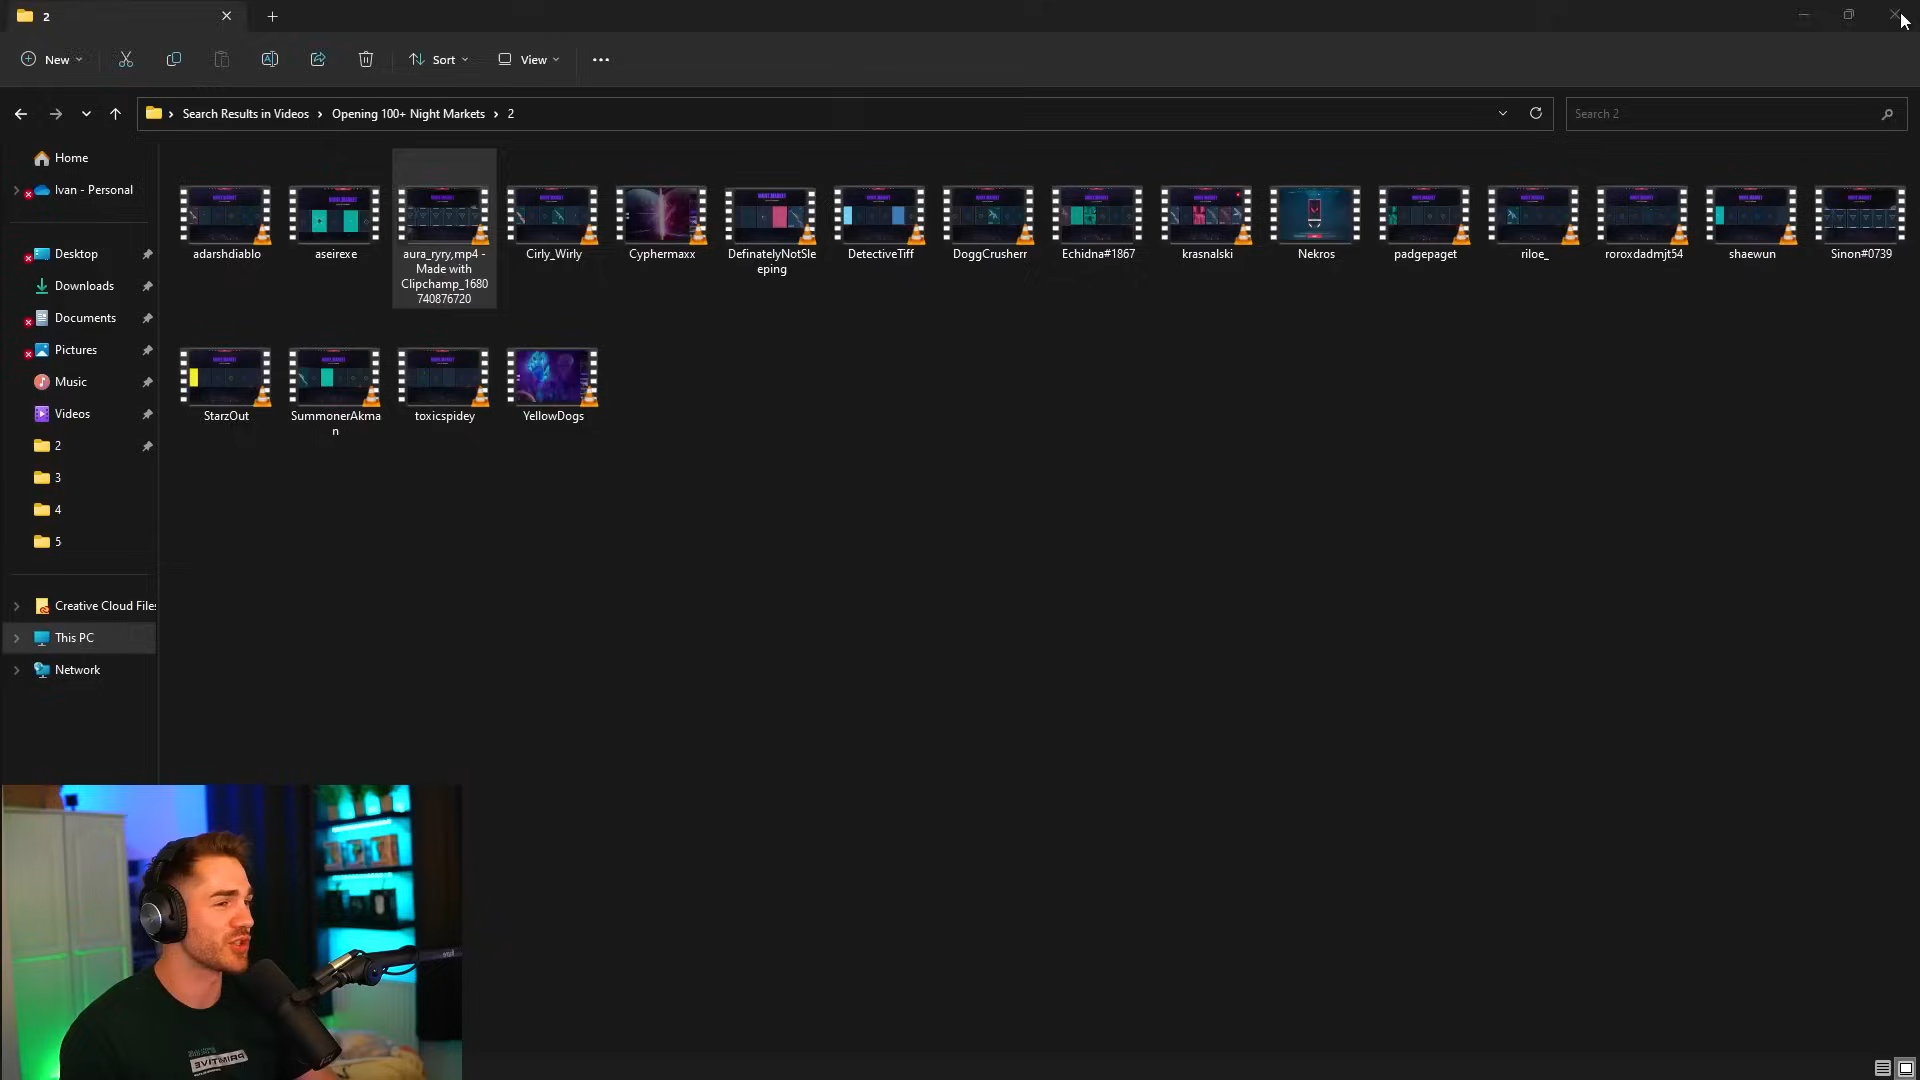 2
New
Sort
View
Search Results in Videos
Opening 100+ Night Markets
2
Search 2
Home
Ivan - Personal
Desktop
Downloads
Documents
Pictures
Music
Videos
2
3
4
5
Creative Cloud Files
This PC
Network
adarshdiablo
aseirexe
aura_ryry,mp4 -
Made with
Clipchamp_1680
740876720
Cirly_Wirly
Cyphermaxx
DefinatelyNotSle
eping
DetectiveTiff
DoggCrusherr
Echidna#1867
krasnalski
Nekros
padgepaget
riloe_
roroxdadmjt54
shaewun
Sinon#0739
StarzOut
SummonerAkma
n
toxicspidey
YellowDogs
PRIMITIVE